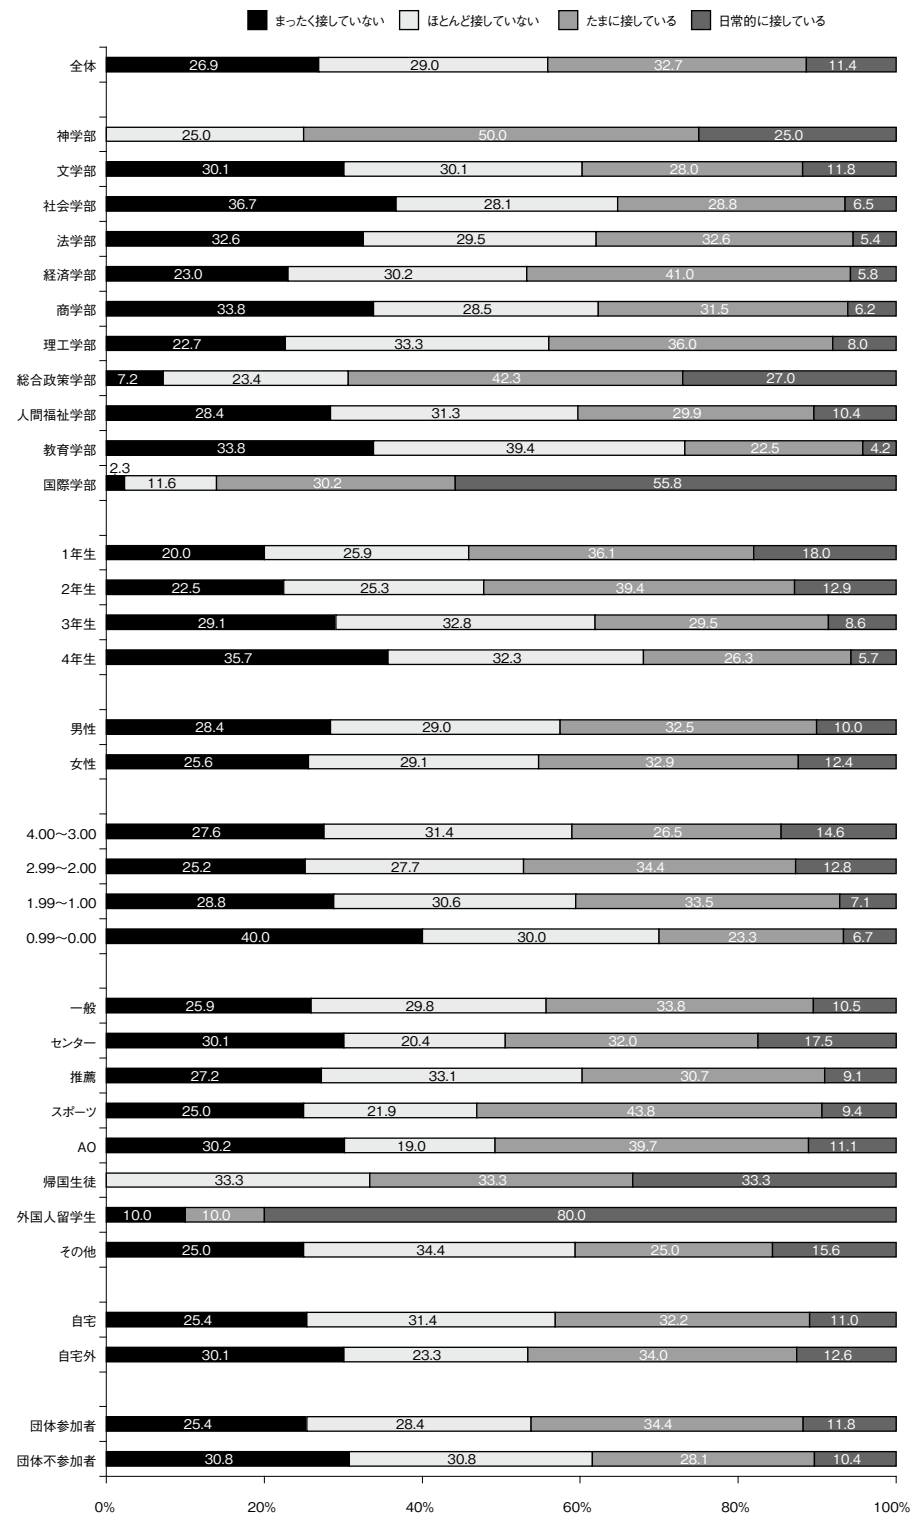 まったく接していない ほとんど接していない たまに接している 日常的に接している
全体 26.9 29.0 32.7 11.4
神学部 25.0 50.0 25.0
文学部 30.1 30.1 28.0 11.8
社会学部 36.7 28.1 28.8 6.5
法学部 32.6 29.5 32.6 5.4
経済学部 23.0 30.2 41.0 5.8
商学部 33.8 28.5 31.5 6.2
理工学部 22.7 33.3 36.0 8.0
総合政策学部 7.2 23.4 42.3 27.0
人間福祉学部 28.4 31.3 29.9 10.4
教育学部 33.8 39.4 22.5 4.2
国際学部 2.3 11.6 30.2 55.8
1年生 20.0 25.9 36.1 18.0
2年生 22.5 25.3 39.4 12.9
3年生 29.1 32.8 29.5 8.6
4年生 35.7 32.3 26.3 5.7
男性 28.4 29.0 32.5 10.0
女性 25.6 29.1 32.9 12.4
4.00〜3.00 27.6 31.4 26.5 14.6
2.99〜2.00 25.2 27.7 34.4 12.8
1.99〜1.00 28.8 30.6 33.5 7.1
0.99〜0.00 40.0 30.0 23.3 6.7
一般 25.9 29.8 33.8 10.5
センター 30.1 20.4 32.0 17.5
推薦 27.2 33.1 30.7 9.1
スポーツ 25.0 21.9 43.8 9.4
AO 30.2 19.0 39.7 11.1
帰国生徒 33.3 33.3 33.3
外国人留学生 10.0 10.0 80.0
その他 25.0 34.4 25.0 15.6
自宅 25.4 31.4 32.2 11.0
自宅外 30.1 23.3 34.0 12.6
団体参加者 25.4 28.4 34.4 11.8
団体不参加者 30.8 30.8 28.1 10.4
0% 20% 40% 60% 80% 100%